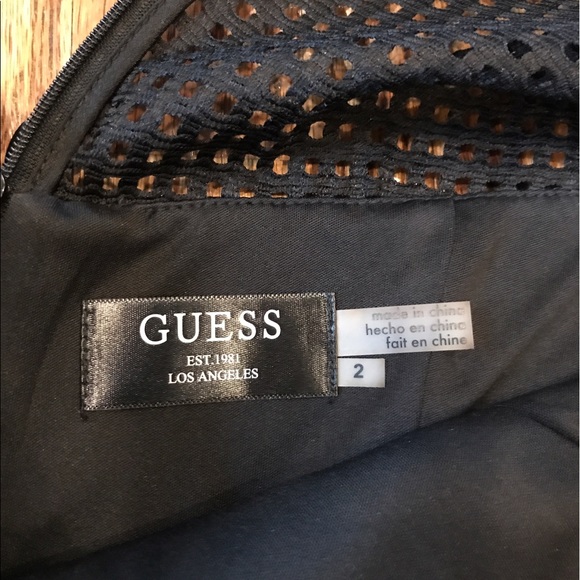 GUESS
EST.1981
LOS ANGELES
made in china
hecho en china
fait en chine
2